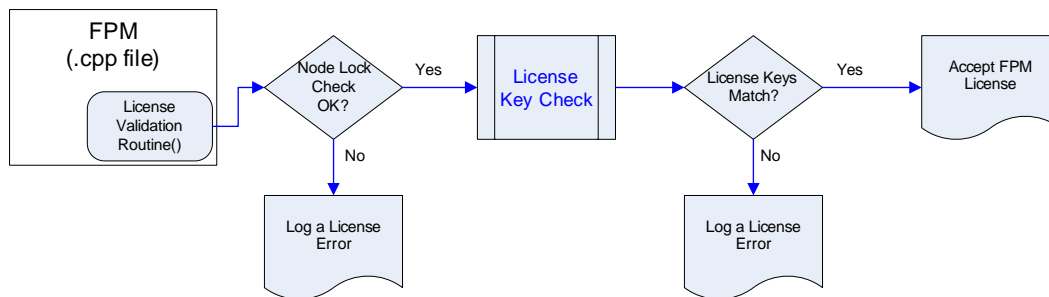 FPM
(.cpp file)
License
Validation
Routine()
Node Lock
Check
OK?
Yes
No
Log a License
Error
License
Key Check
License Keys
Match?
Yes
No
Log a License
Error
Accept FPM
License